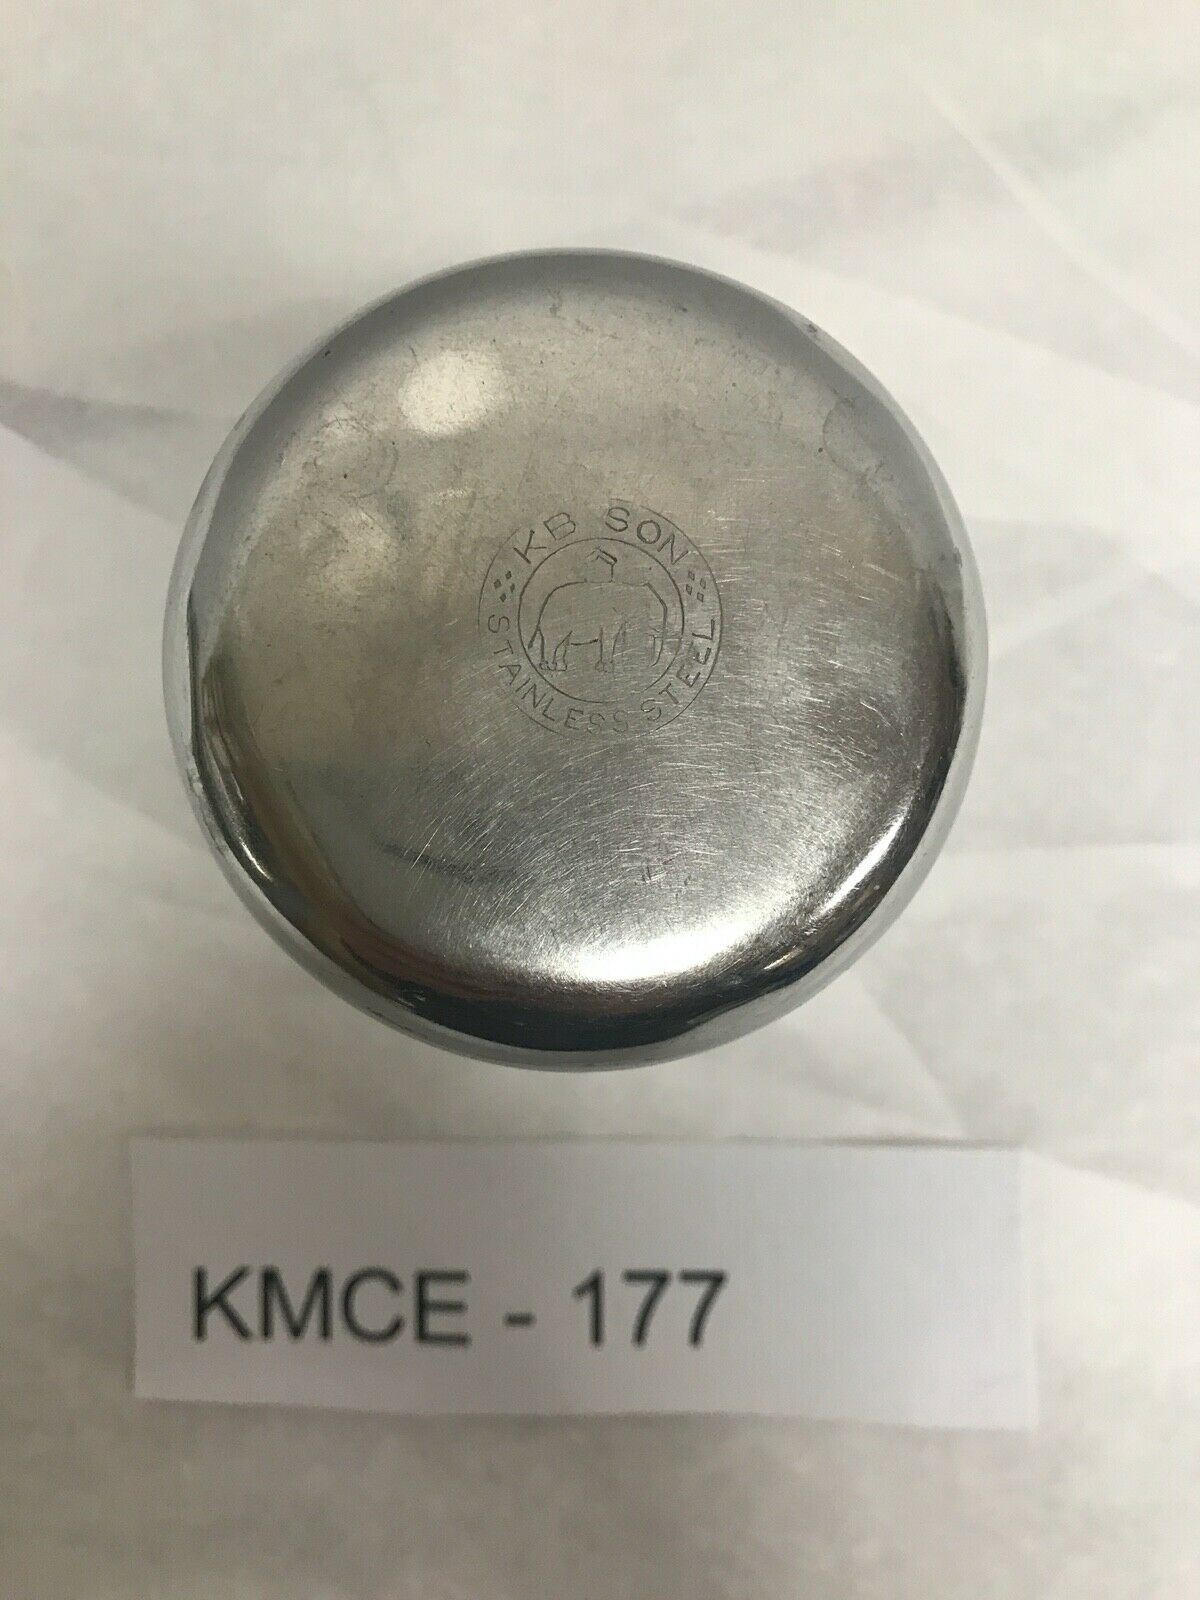 KB SON
STAINLESS STEEL
KMCE - 177